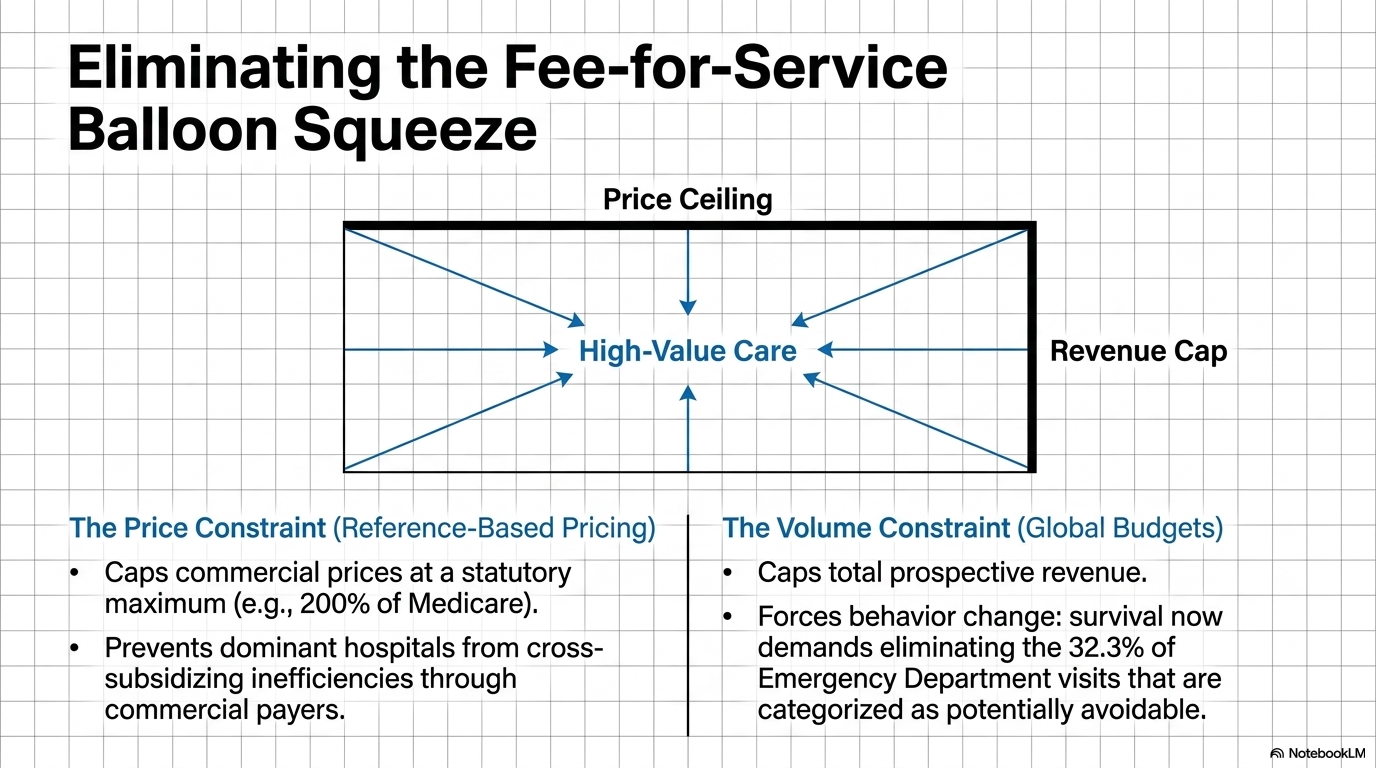 Eliminating the Fee-for-Service
Balloon Squeeze
Price Ceiling
High-Value Care
Revenue Cap
The Price Constraint (Reference-Based Pricing)
• Caps commercial prices at a statutory
maximum (e.g., 200% of Medicare).
• Prevents dominant hospitals from cross-
subsidizing inefficiencies through
commercial payers.
The Volume Constraint (Global Budgets)
• Caps total prospective revenue.
• Forces behavior change: survival now
demands eliminating the 32.3% of
Emergency Department visits that are
categorized as potentially avoidable.
NotebookLM